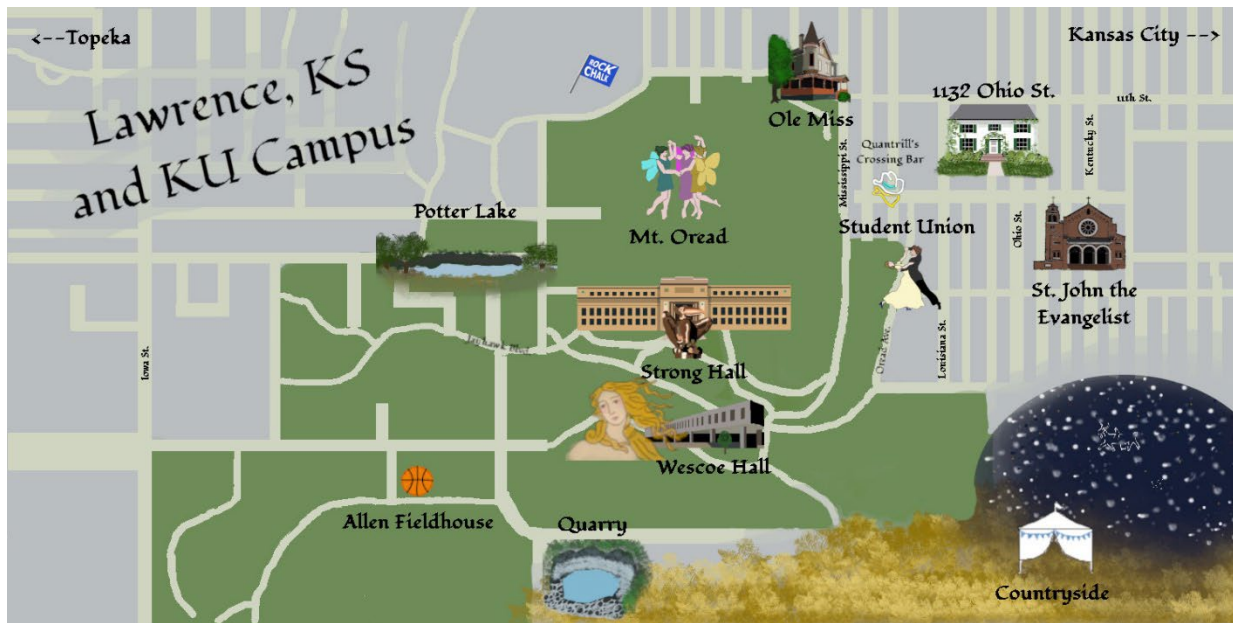 <--Topeka
Kansas City -->
Lawrence, KS
and KU Campus
ROCK
CHALK
Ole Miss
1132 Ohio St.
11th St.
Kentucky St.
Mississippi St.
Quantrill's
Crossing Bar
Potter Lake
Mt. Oread
Student Union
Ohio St.
St. John the
Evangelist
Jayhawk Blvd.
Iowa St.
Strong Hall
Oread Ave.
Louisiana St.
Wescoe Hall
Allen Fieldhouse
Quarry
Countryside